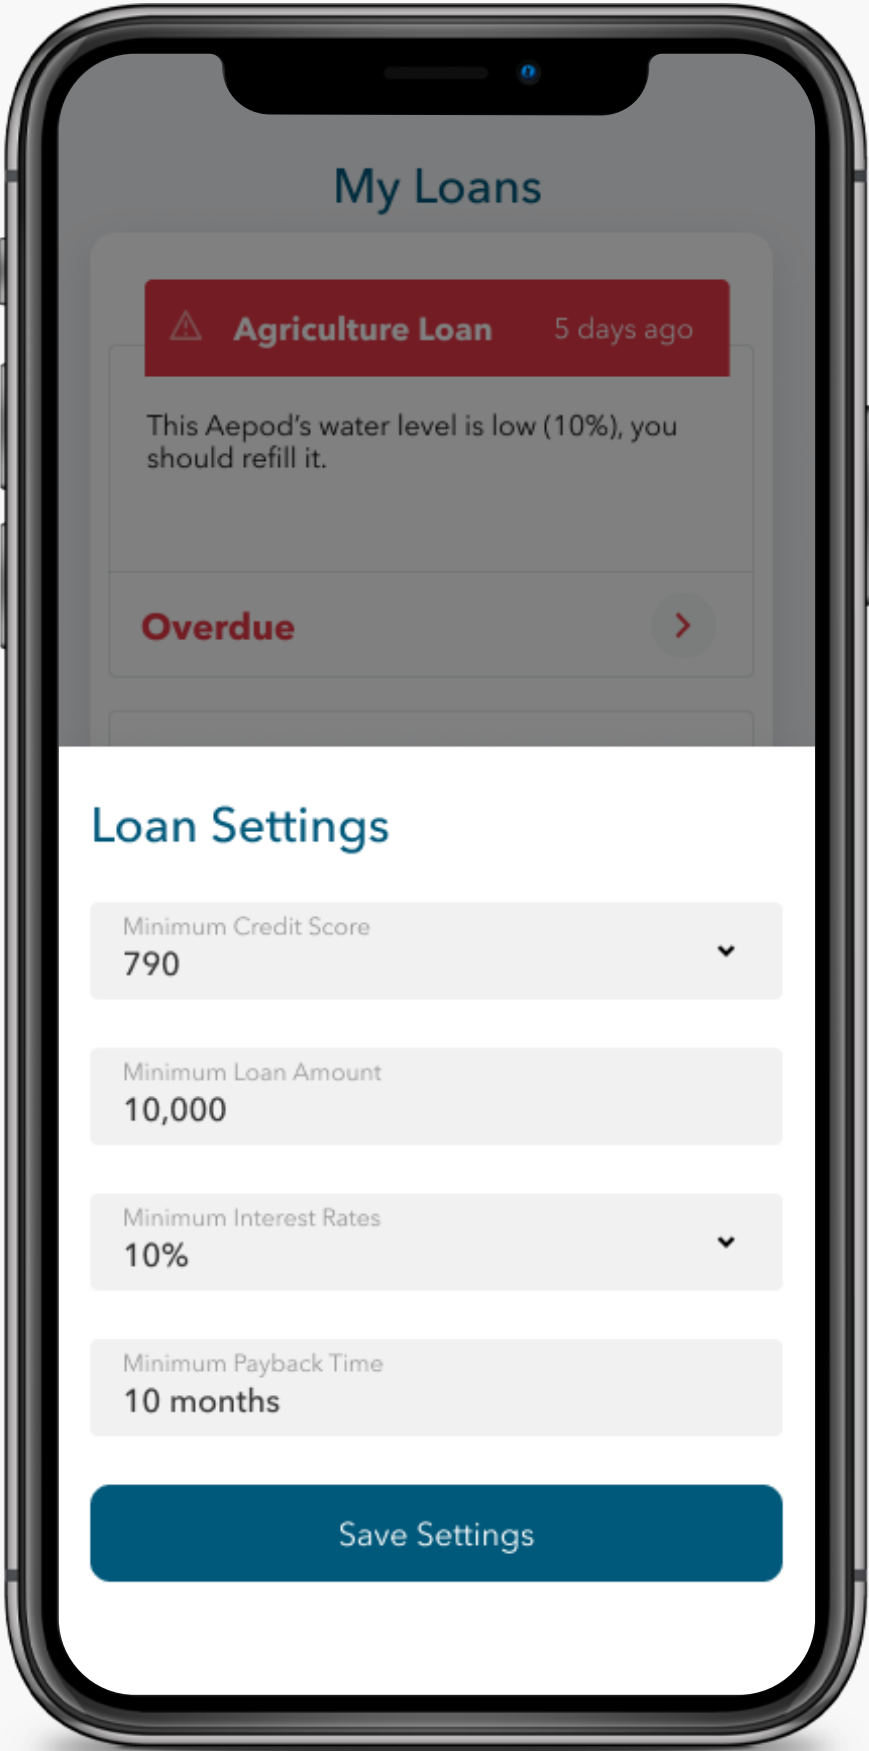 My Loans
Agriculture Loan 5 days ago
This Aepod's water level is low (10%), you
should refill it.
Overdue
Loan Settings
Minimum Credit Score
790
Minimum Loan Amount
10,000
Minimum Interest Rates
10%
Minimum Payback Time
10 months
Save Settings